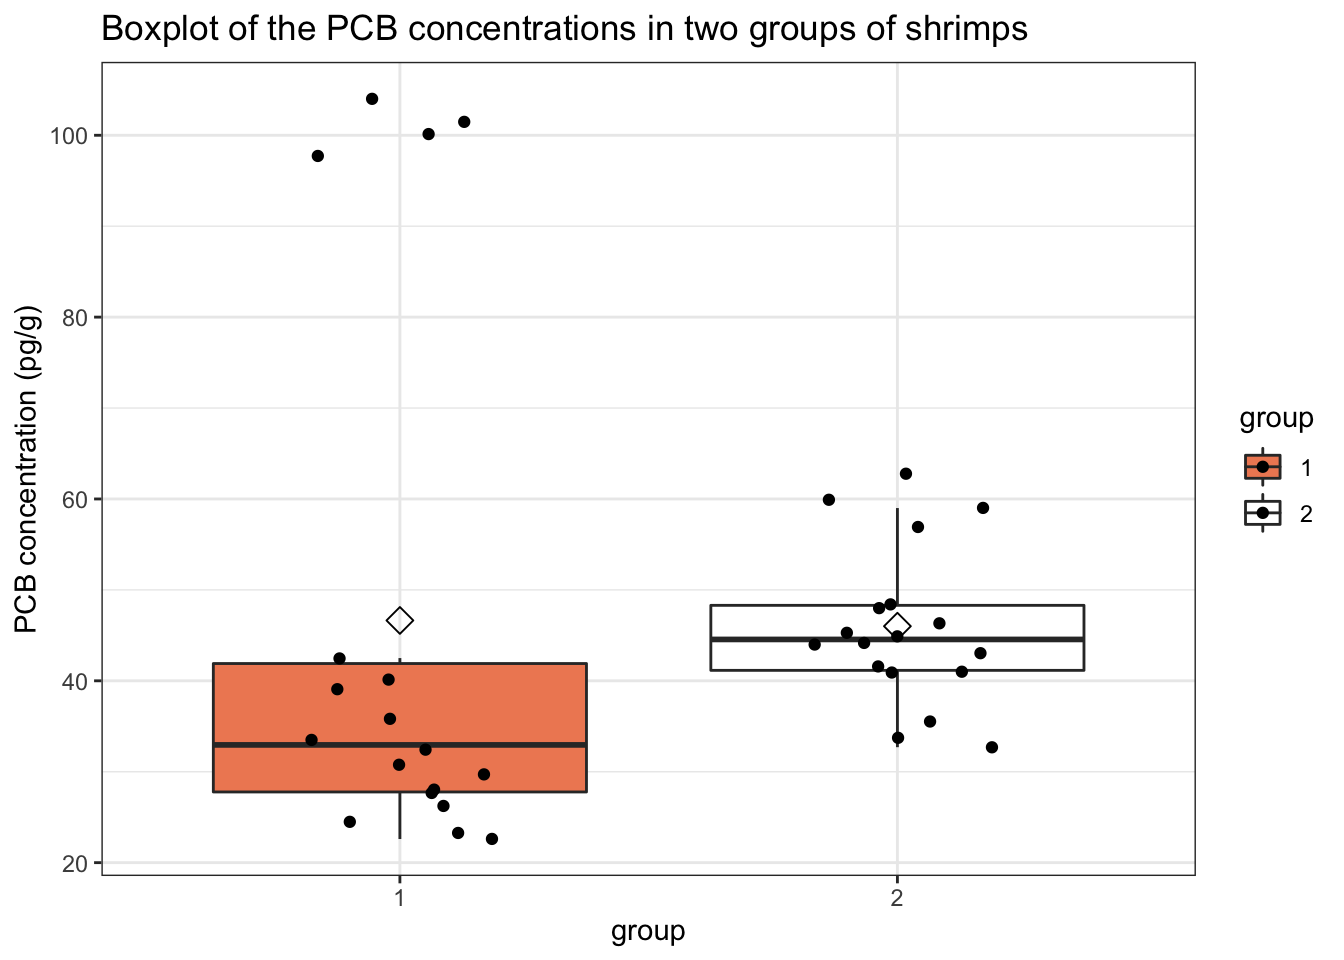 Boxplot of the PCB concentrations in two groups of shrimps
PCB concentration (pg/g)
100
80
60
40
20
1
2
group
group
1
2